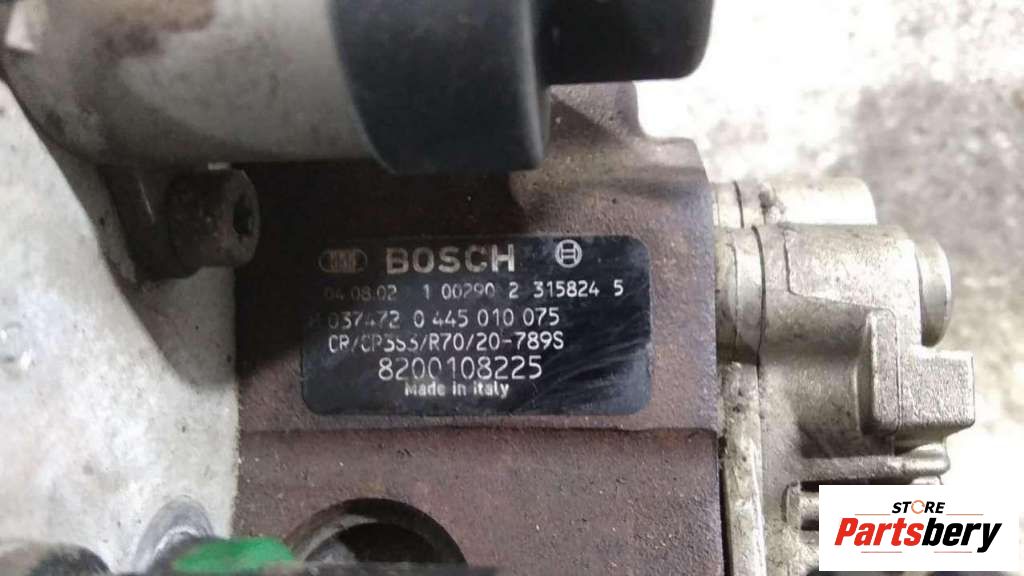 BOSCH
04.08.02 1 00290 2 315824 5
037472 0 445 010 075
CR/CP3S3/R70/20-789S
8200108225
Made in Italy
STORE
Partsbery